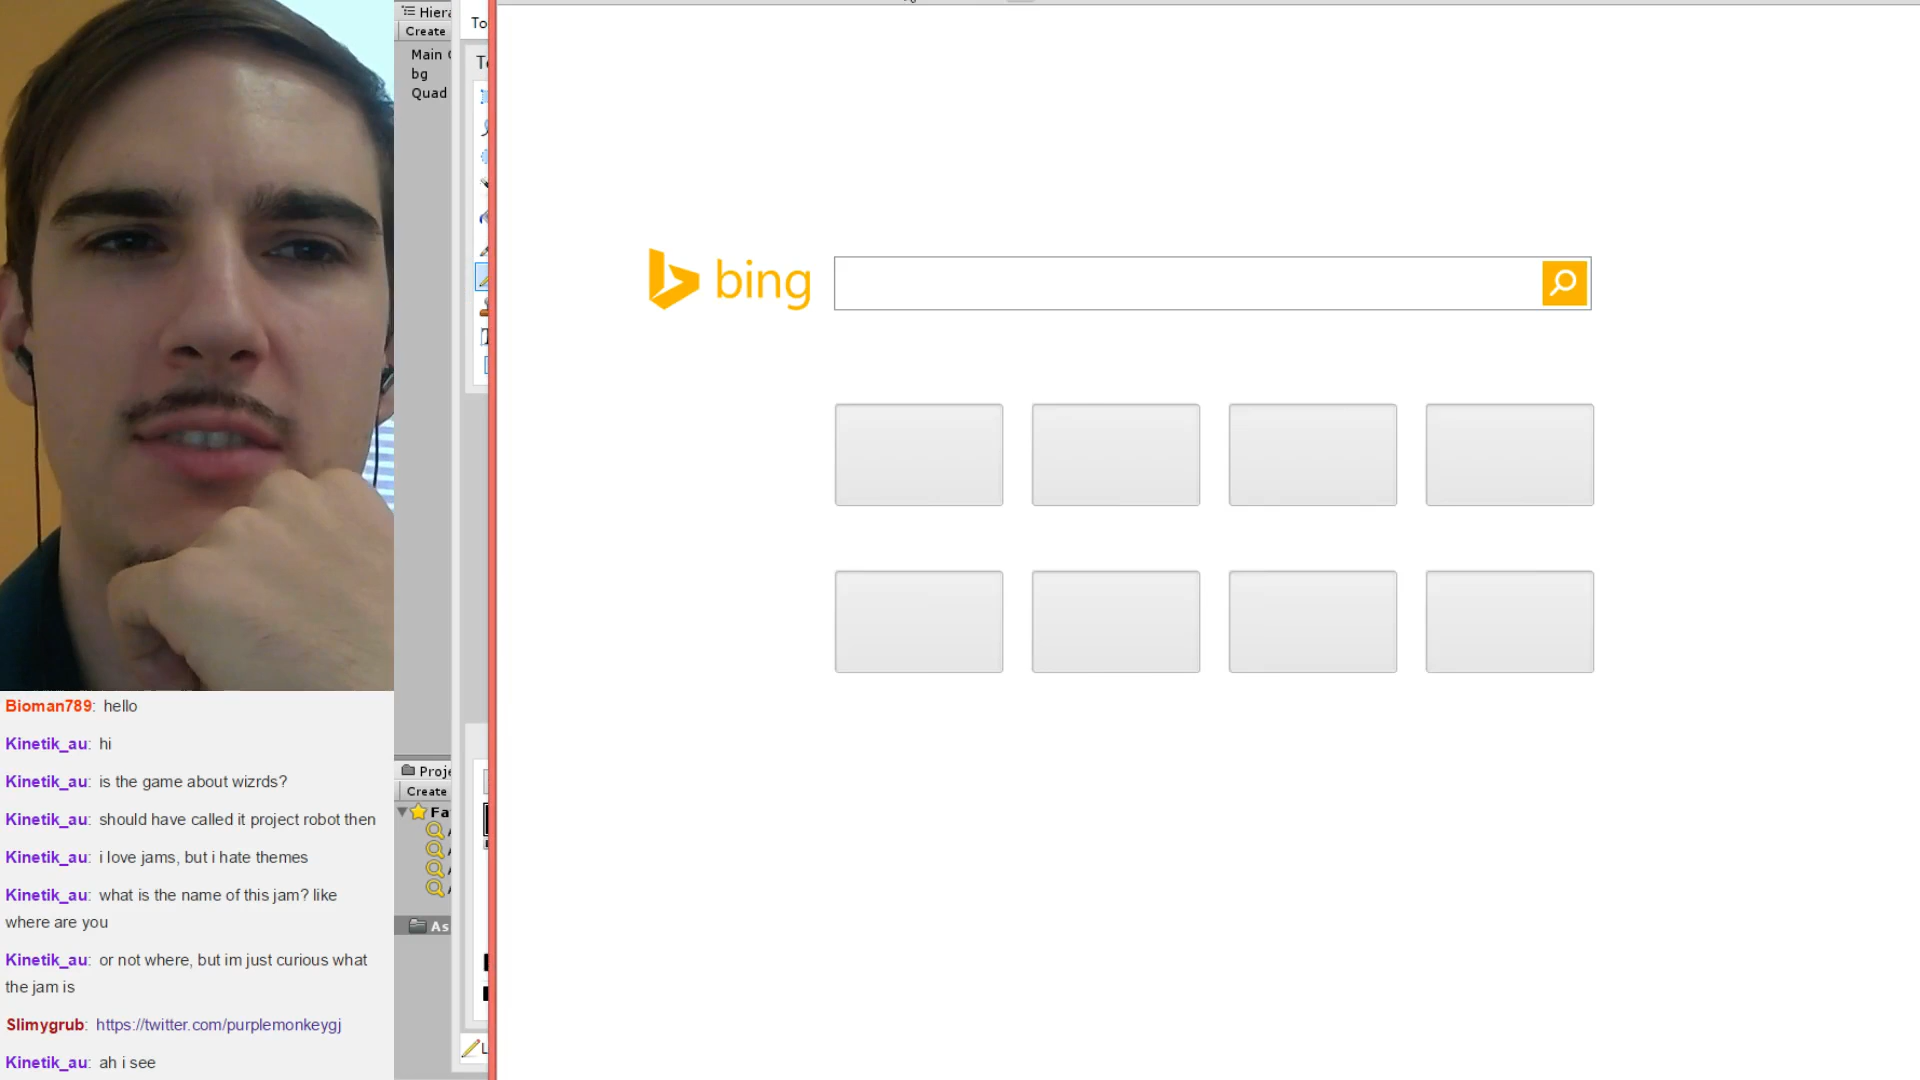 Hiera
Create
Main C
bg
Quad
To
bing
Bioman789: hello
Kinetik_au: hi
Kinetik_au: is the game about wizrds?
Kinetik_au: should have called it project robot then
Kinetik_au: i love jams, but i hate themes
Kinetik_au: what is the name of this jam? like
where are you
Kinetik_au: or not where, but im just curious what
the jam is
Slimygrub: https://twitter.com/purplemonkeygj
Kinetik_au: ah i see
Proje
Create
Fa
As